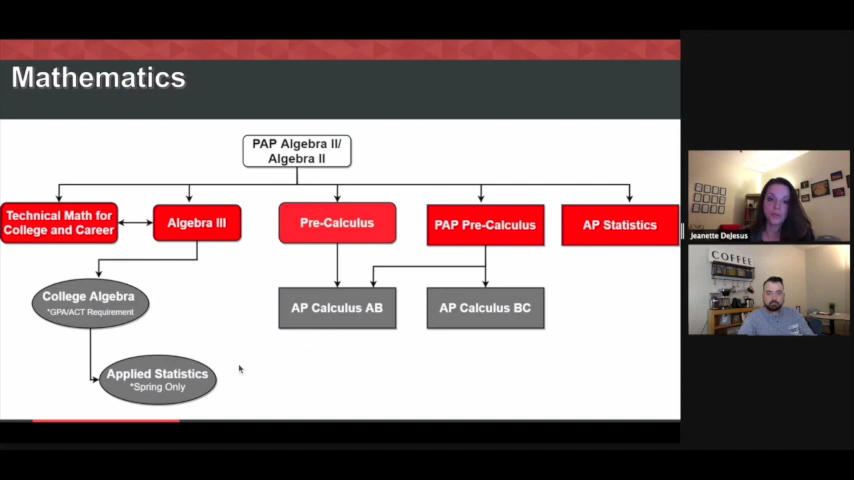 Mathematics
PAP Algebra II/
Algebra II
Technical Math for
College and Career
Algebra III
Pre-Calculus
PAP Pre-Calculus
AP Statistics
College Algebra
*GPA/ACT Requirement
AP Calculus AB
AP Calculus BC
Applied Statistics
*Spring Only
Jeanette DeJesus
COFFEE